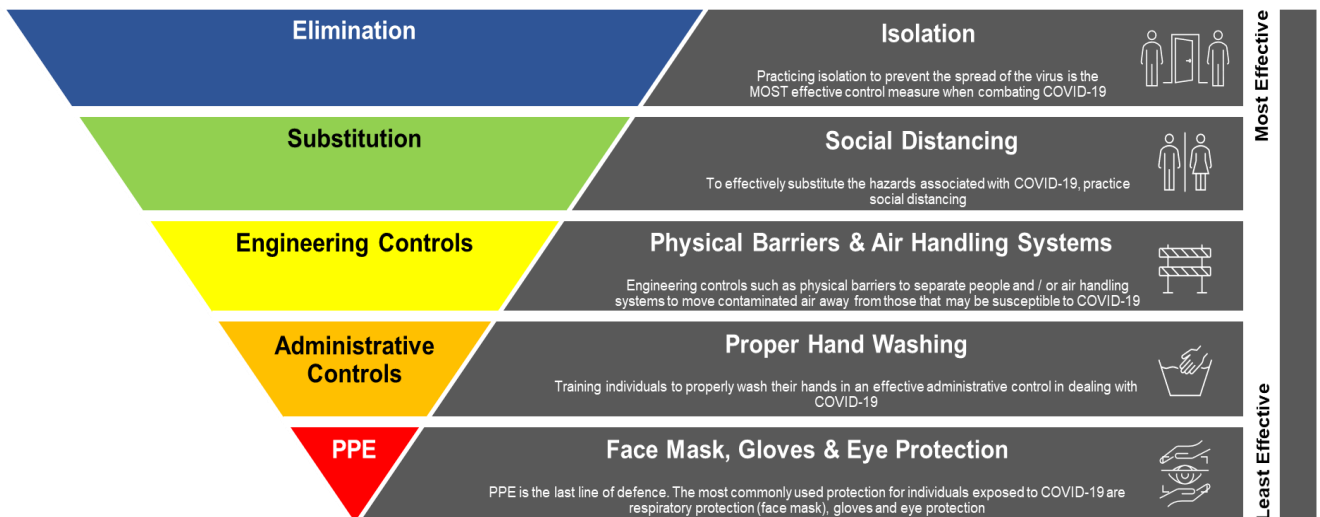 Elimination
Isolation
Practicing isolation to prevent the spread of the virus is the
MOST effective control measure when combating COVID-19
Substitution
Social Distancing
To effectively substitute the hazards associated with COVID-19, practice
social distancing
Engineering Controls
Physical Barriers & Air Handling Systems
Engineering controls such as physical barriers to separate people and / or air handling
systems to move contaminated air away from those that may be susceptible to COVID-19
Administrative
Controls
Proper Hand Washing
Training individuals to properly wash their hands in an effective administrative control in dealing with
COVID-19
PPE
Face Mask, Gloves & Eye Protection
PPE is the last line of defence. The most commonly used protection for individuals exposed to COVID-19 are
respiratory protection (face mask), gloves and eye protection
Most Effective
Least Effective